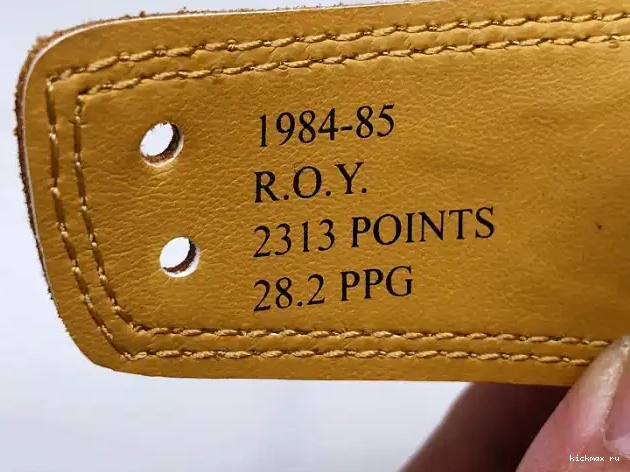 1984-85
R.O.Y.
2313 POINTS
28.2 PPG
kickmax ru